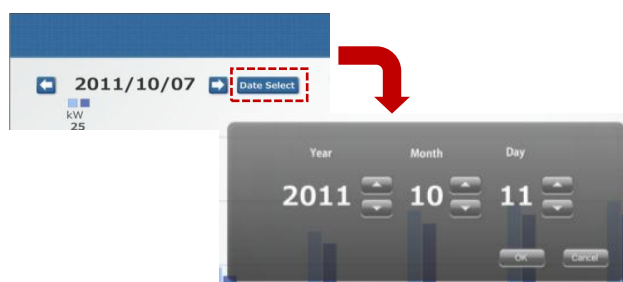 2011/10/07 Date Select
kW
25
Year Month Day
2011 10 11
OK Cancel